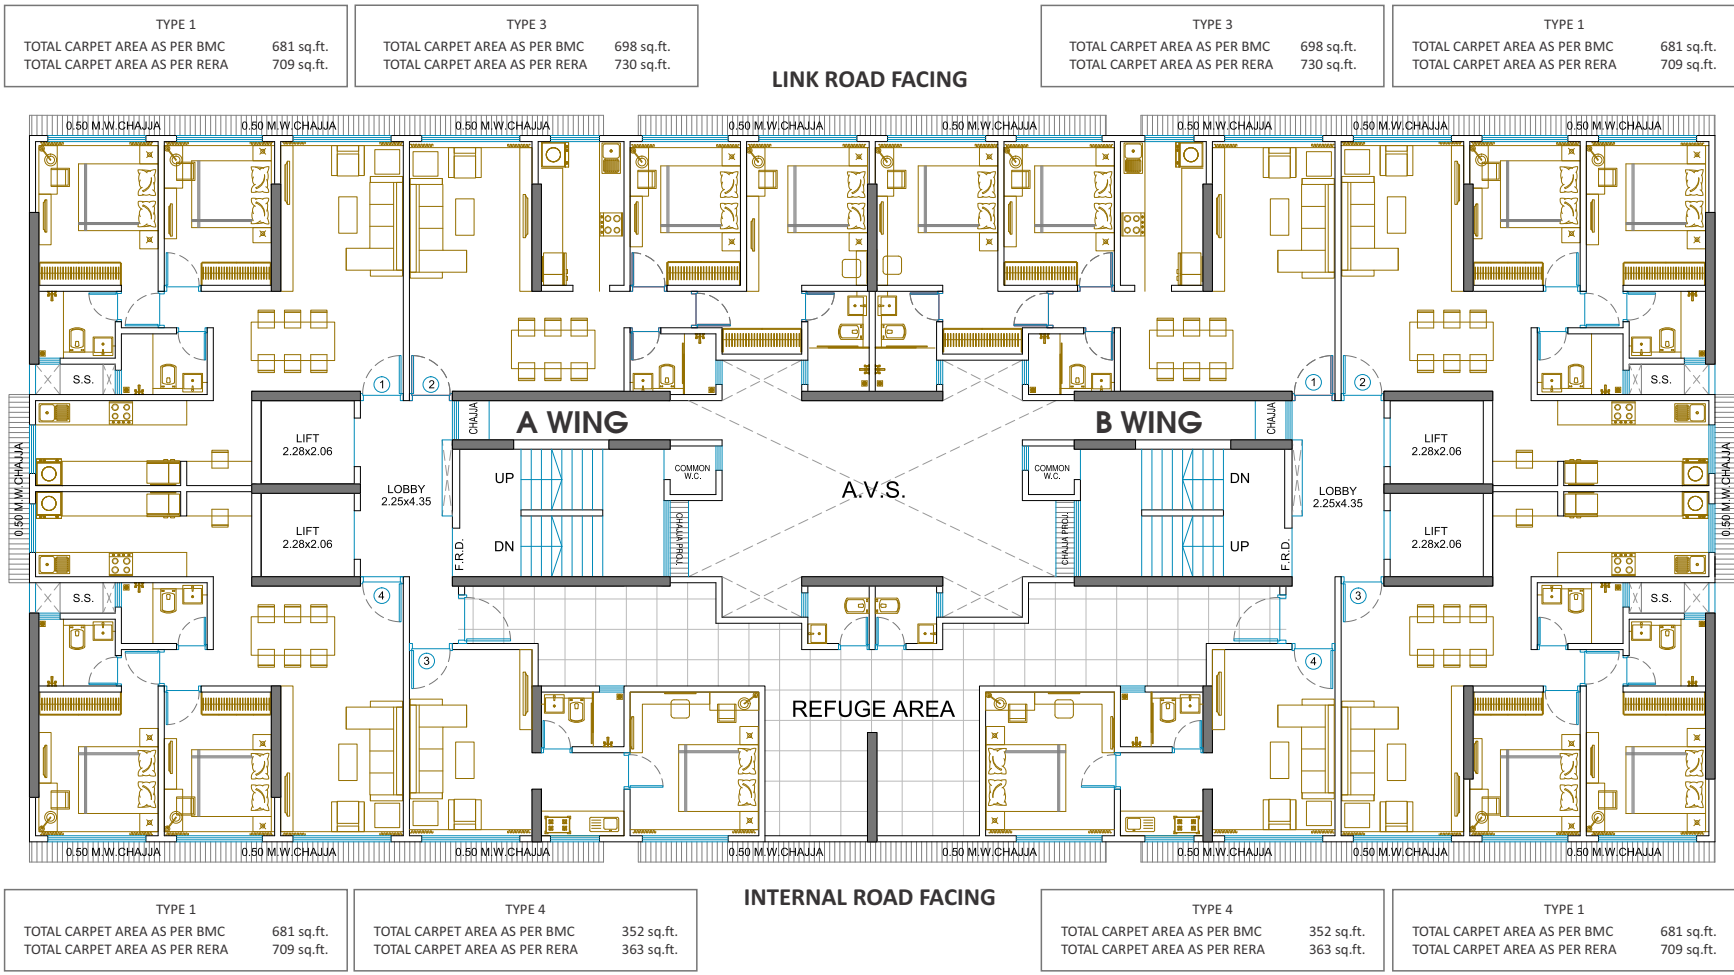 TYPE 1
TOTAL CARPET AREA AS PER BMC 681 sq.ft.
TOTAL CARPET AREA AS PER RERA 709 sq.ft.
TYPE 3
TOTAL CARPET AREA AS PER BMC 698 sq.ft.
TOTAL CARPET AREA AS PER RERA 730 sq.ft.
LINK ROAD FACING
TYPE 3
TOTAL CARPET AREA AS PER BMC 698 sq.ft.
TOTAL CARPET AREA AS PER RERA 730 sq.ft.
TYPE 1
TOTAL CARPET AREA AS PER BMC 681 sq.ft.
TOTAL CARPET AREA AS PER RERA 709 sq.ft.
0.50 M.W.CHAJJA 0.50 M.W.CHAJJA 0.50 M.W.CHAJJA 0.50 M.W.CHAJJA 0.50 M.W.CHAJJA 0.50 M.W.CHAJJA 0.50 M.W.CHAJJA 0.50 M.W.CHAJJA
S.S. 1 2 1 2 S.S.
0.50 M.W.CHAJJA
LIFT
2.28x2.06
LIFT
2.28x2.06
LOBBY
2.25x4.35
CHAJJA
A WING
UP
DN
F.R.D.
COMMON
W.C.
CHAJJA PROJ.
A.V.S.
B WING
CHAJJA
COMMON
W.C.
CHAJJA PROJ.
DN
UP
F.R.D.
LOBBY
2.25x4.35
LIFT
2.28x2.06
LIFT
2.28x2.06
0.50 M.W.CHAJJA
S.S. 4 3 S.S.
3 4
REFUGE AREA
0.50 M.W.CHAJJA 0.50 M.W.CHAJJA 0.50 M.W.CHAJJA 0.50 M.W.CHAJJA 0.50 M.W.CHAJJA 0.50 M.W.CHAJJA 0.50 M.W.CHAJJA 0.50 M.W.CHAJJA
TYPE 1
TOTAL CARPET AREA AS PER BMC 681 sq.ft.
TOTAL CARPET AREA AS PER RERA 709 sq.ft.
TYPE 4
TOTAL CARPET AREA AS PER BMC 352 sq.ft.
TOTAL CARPET AREA AS PER RERA 363 sq.ft.
INTERNAL ROAD FACING
TYPE 4
TOTAL CARPET AREA AS PER BMC 352 sq.ft.
TOTAL CARPET AREA AS PER RERA 363 sq.ft.
TYPE 1
TOTAL CARPET AREA AS PER BMC 681 sq.ft.
TOTAL CARPET AREA AS PER RERA 709 sq.ft.